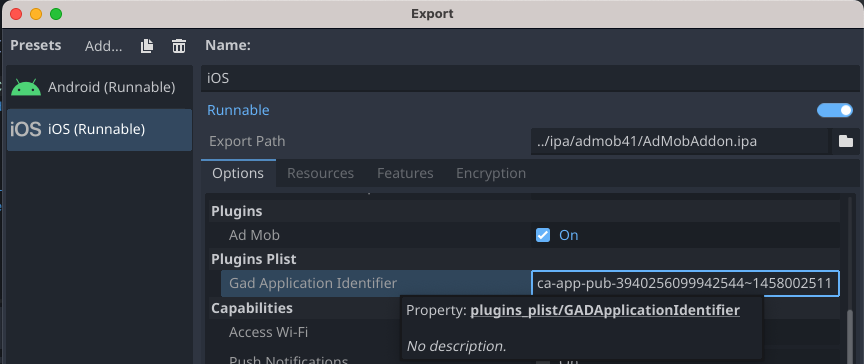 Export
Presets Add... Name:
Android (Runnable) iOS
iOS iOS (Runnable) Runnable
Export Path ../ipa/admob41/AdMobAddon.ipa
Options Resources Features Encryption
Plugins
Ad Mob On
Plugins Plist
Gad Application Identifier ca-app-pub-3940256099942544~1458002511
Capabilities
Property: plugins_plist/GADApplicationIdentifier
Access Wi-Fi
No description.
Push Notifications